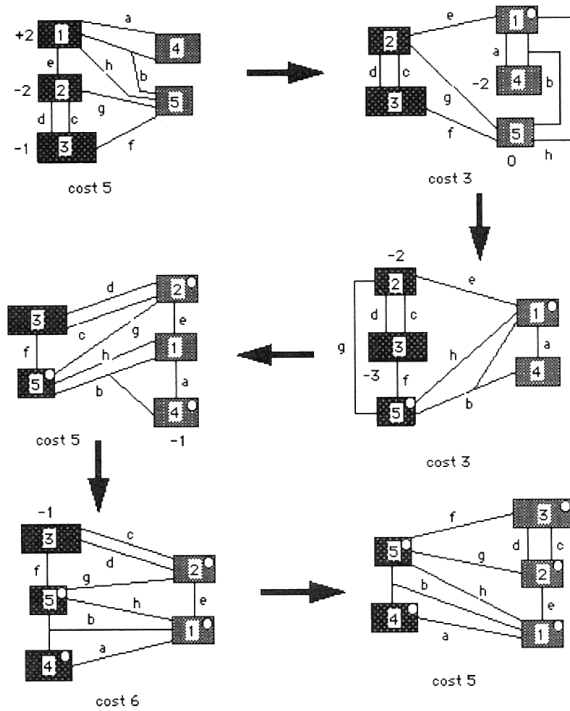 a
+2 1 4
e h b
-2 2 5
d c g
-1 3 f
cost 5
e 1
2 a
d c -2 4 b
3 g
f 5
0 h
cost 3
d 2
3 c g e
f h 1
5 b a
4
cost 5 -1
-2
2 e
d c 1
g 3 h a
-3 f 4
5 b
cost 3
-1
3 c
f d
g 2
5 h e
b 1
4 a
cost 6
f 3
5 g d c
b h 2
4 e
a 1
cost 5